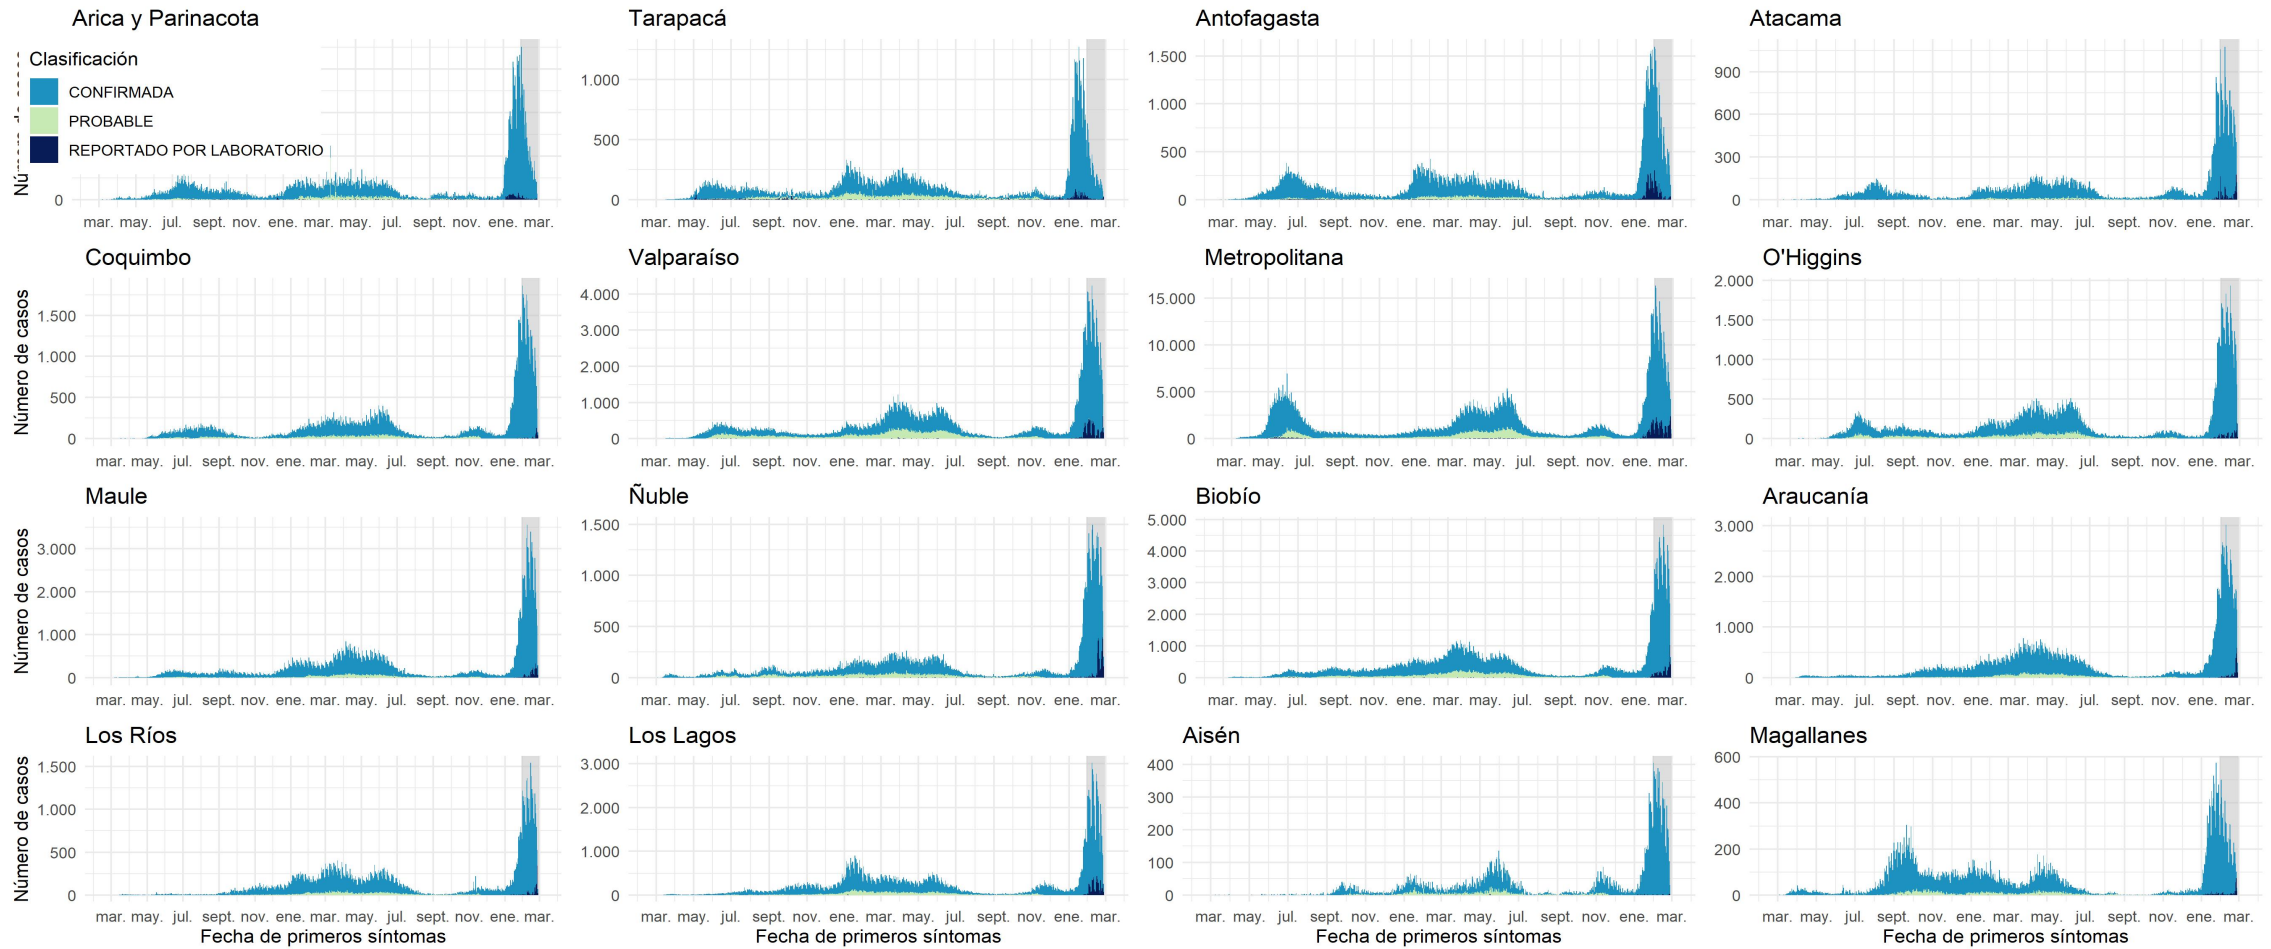 Arica y Parinacota
Clasificación
CONFIRMADA
PROBABLE
REPORTADO POR LABORATORIO
0
mar. may. jul. sept. nov. ene. mar. may. jul. sept. nov. ene. mar.
Tarapacá
1.000
500
0
mar. may. jul. sept. nov. ene. mar. may. jul. sept. nov. ene. mar.
Antofagasta
1.500
1.000
500
0
mar. may. jul. sept. nov. ene. mar. may. jul. sept. nov. ene. mar.
Atacama
900
600
300
0
mar. may. jul. sept. nov. ene. mar. may. jul. sept. nov. ene. mar.
Coquimbo
Número de casos
1.500
1.000
500
0
mar. may. jul. sept. nov. ene. mar. may. jul. sept. nov. ene. mar.
Valparaíso
4.000
3.000
2.000
1.000
0
mar. may. jul. sept. nov. ene. mar. may. jul. sept. nov. ene. mar.
Metropolitana
15.000
10.000
5.000
0
mar. may. jul. sept. nov. ene. mar. may. jul. sept. nov. ene. mar.
O'Higgins
2.000
1.500
1.000
500
0
mar. may. jul. sept. nov. ene. mar. may. jul. sept. nov. ene. mar.
Maule
Número de casos
3.000
2.000
1.000
0
mar. may. jul. sept. nov. ene. mar. may. jul. sept. nov. ene. mar.
Ñuble
1.500
1.000
500
0
mar. may. jul. sept. nov. ene. mar. may. jul. sept. nov. ene. mar.
Biobío
5.000
4.000
3.000
2.000
1.000
0
mar. may. jul. sept. nov. ene. mar. may. jul. sept. nov. ene. mar.
Araucanía
3.000
2.000
1.000
0
mar. may. jul. sept. nov. ene. mar. may. jul. sept. nov. ene. mar.
Los Ríos
Número de casos
1.500
1.000
500
0
mar. may. jul. sept. nov. ene. mar. may. jul. sept. nov. ene. mar.
Fecha de primeros síntomas
Los Lagos
3.000
2.000
1.000
0
mar. may. jul. sept. nov. ene. mar. may. jul. sept. nov. ene. mar.
Fecha de primeros síntomas
Aisén
400
300
200
100
0
mar. may. jul. sept. nov. ene. mar. may. jul. sept. nov. ene. mar.
Fecha de primeros síntomas
Magallanes
600
400
200
0
mar. may. jul. sept. nov. ene. mar. may. jul. sept. nov. ene. mar.
Fecha de primeros síntomas